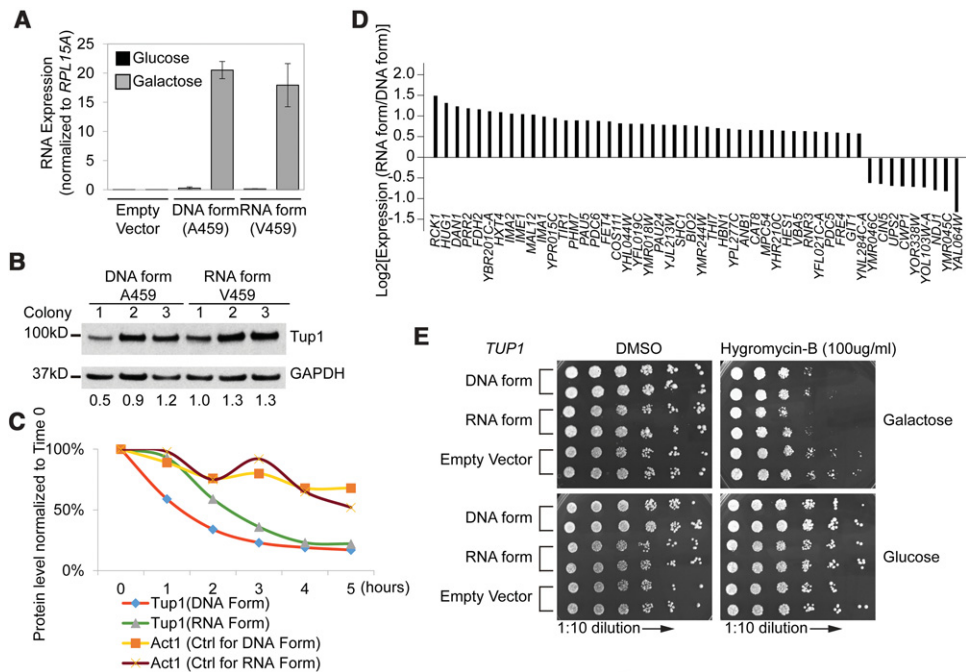 A
RNA Expression
(normalized to RPL15A)
25
20
15
10
5
0
Glucose
Galactose
Empty
Vector
DNA form
(A459)
RNA form
(V459)
B
DNA form
A459
RNA form
V459
Colony 1 2 3 1 2 3
100kD
Tup1
37kD
GAPDH
0.5 0.9 1.2 1.0 1.3 1.3
C
Protein level normalized to Time 0
100%
50%
0%
0 1 2 3 4 5 (hours)
Tup1(DNA Form)
Tup1(RNA Form)
Act1 (Ctrl for DNA Form)
Act1 (Ctrl for RNA Form)
D
Log2[Expression (RNA form/DNA form)]
2.0
1.5
1.0
0.5
0
-0.5
-1.0
-1.5
RCK1
HUG1
DAN1
PRR2
FDH2
YBR201C-A
HXT4
IMA2
IME1
MAL12
IMA1
YPR015C
TIR1
PHM7
PAU5
PDC6
FET4
COS111
YHL044W
YFL019C
YMR018W
PAU24
YJL213W
SHC1
BIO2
YMR244W
THI7
HBN1
YPL277C
ANB1
CAT8
MPC54
YHR210C
HES1
VBA5
RNR3
YFL021C-A
PDC5
FRE4
GIT1
YNL284C-A
YMR046C
CIN5
UPS2
CWP1
YOR338W
YOL103W-A
NDJ1
YMR045C
YAL064W
E
TUP1
DMSO
Hygromycin-B (100ug/ml)
DNA form
RNA form
Empty Vector
Galactose
DNA form
RNA form
Empty Vector
Glucose
1:10 dilution
1:10 dilution